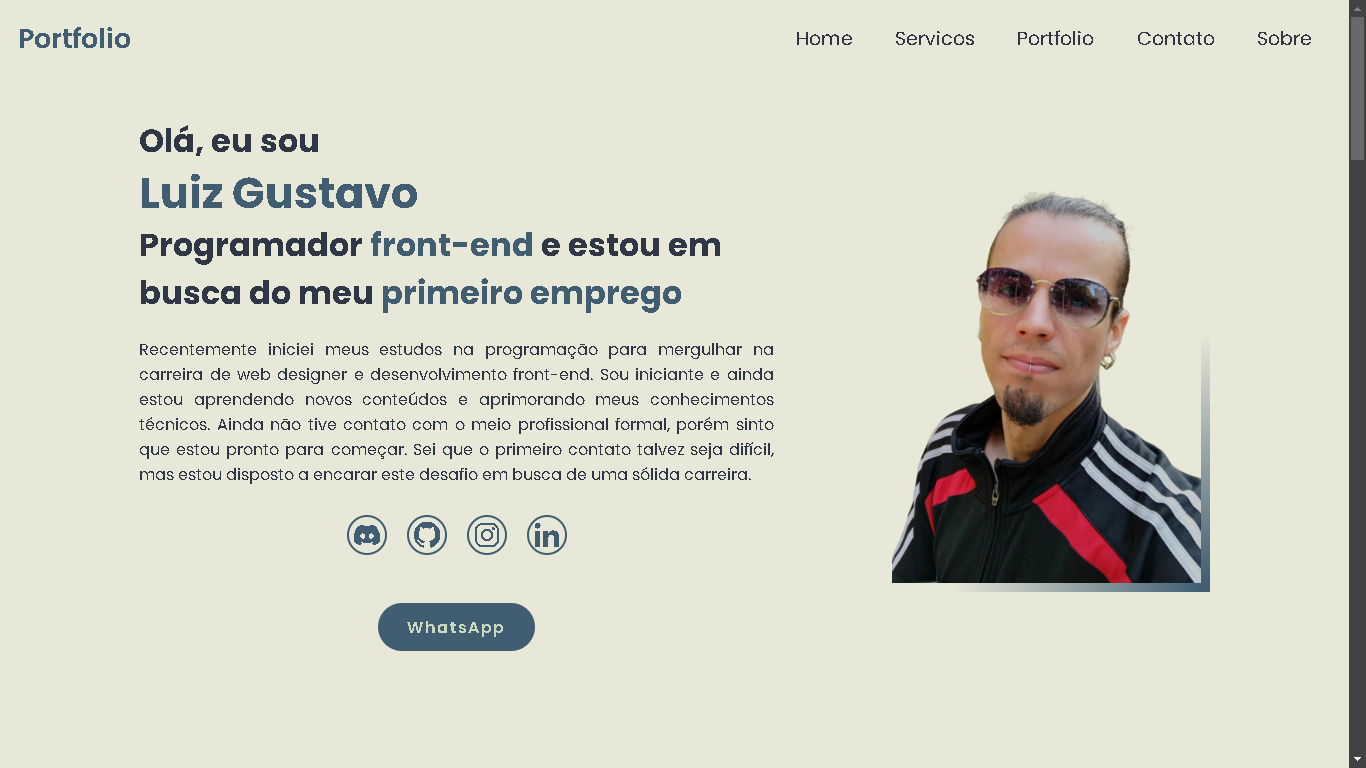 Portfolio
Home Servicos Portfolio Contato Sobre
Olá, eu sou
Luiz Gustavo
Programador front-end e estou em
busca do meu primeiro emprego
Recentemente iniciei meus estudos na programação para mergulhar na
carreira de web designer e desenvolvimento front-end. Sou iniciante e ainda
estou aprendendo novos conteúdos e aprimorando meus conhecimentos
técnicos. Ainda não tive contato com o meio profissional formal, porém sinto
que estou pronto para começar. Sei que o primeiro contato talvez seja difícil,
mas estou disposto a encarar este desafio em busca de uma sólida carreira.
in
WhatsApp